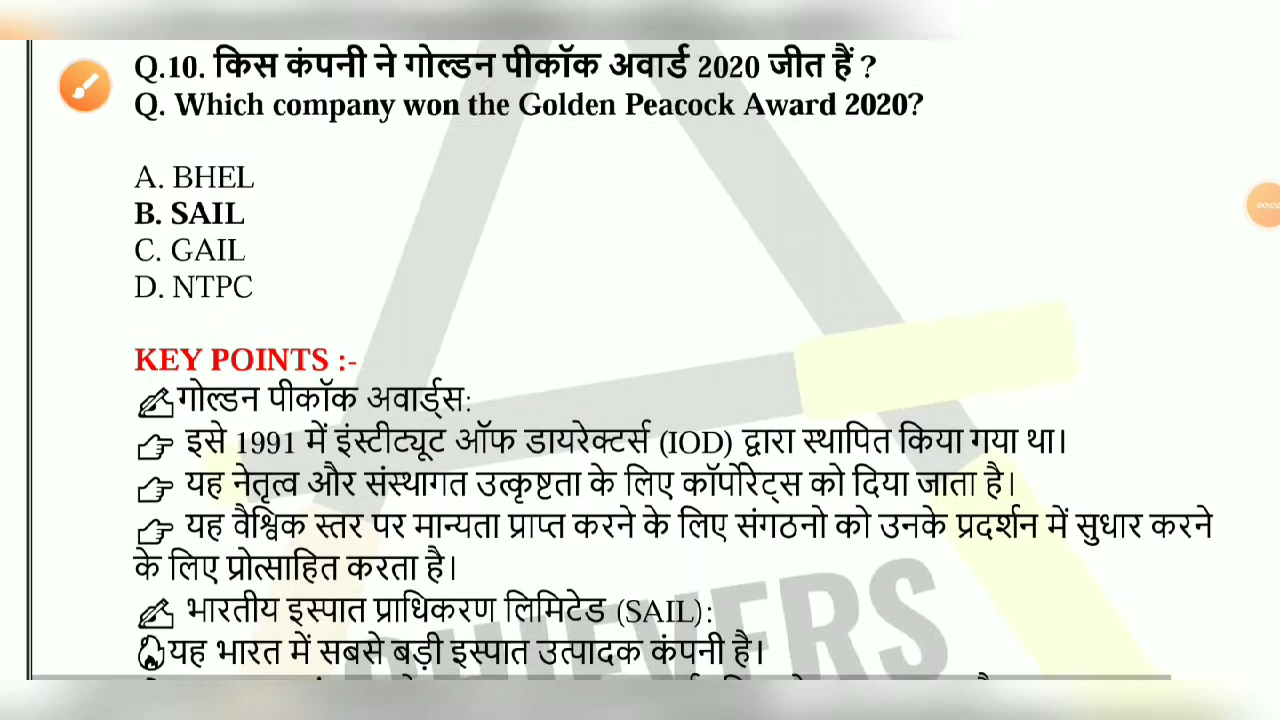 Q.10. किस कंपनी ने गोल्डन पीकॉक अवार्ड 2020 जीत हैं ?
Q. Which company won the Golden Peacock Award 2020?
A. BHEL
B. SAIL
C. GAIL
D. NTPC
KEY POINTS :-
गोल्डन पीकॉक अवार्ड्स:
इसे 1991 में इंस्टीट्यूट ऑफ डायरेक्टर्स (IOD) द्वारा स्थापित किया गया था।
यह नेतृत्व और संस्थागत उत्कृष्टता के लिए कॉर्पोरेट्स को दिया जाता है।
यह वैश्विक स्तर पर मान्यता प्राप्त करने के लिए संगठनो को उनके प्रदर्शन में सुधार करने
के लिए प्रोत्साहित करता है।
भारतीय इस्पात प्राधिकरण लिमिटेड (SAIL):
यह भारत में सबसे बड़ी इस्पात उत्पादक कंपनी है।